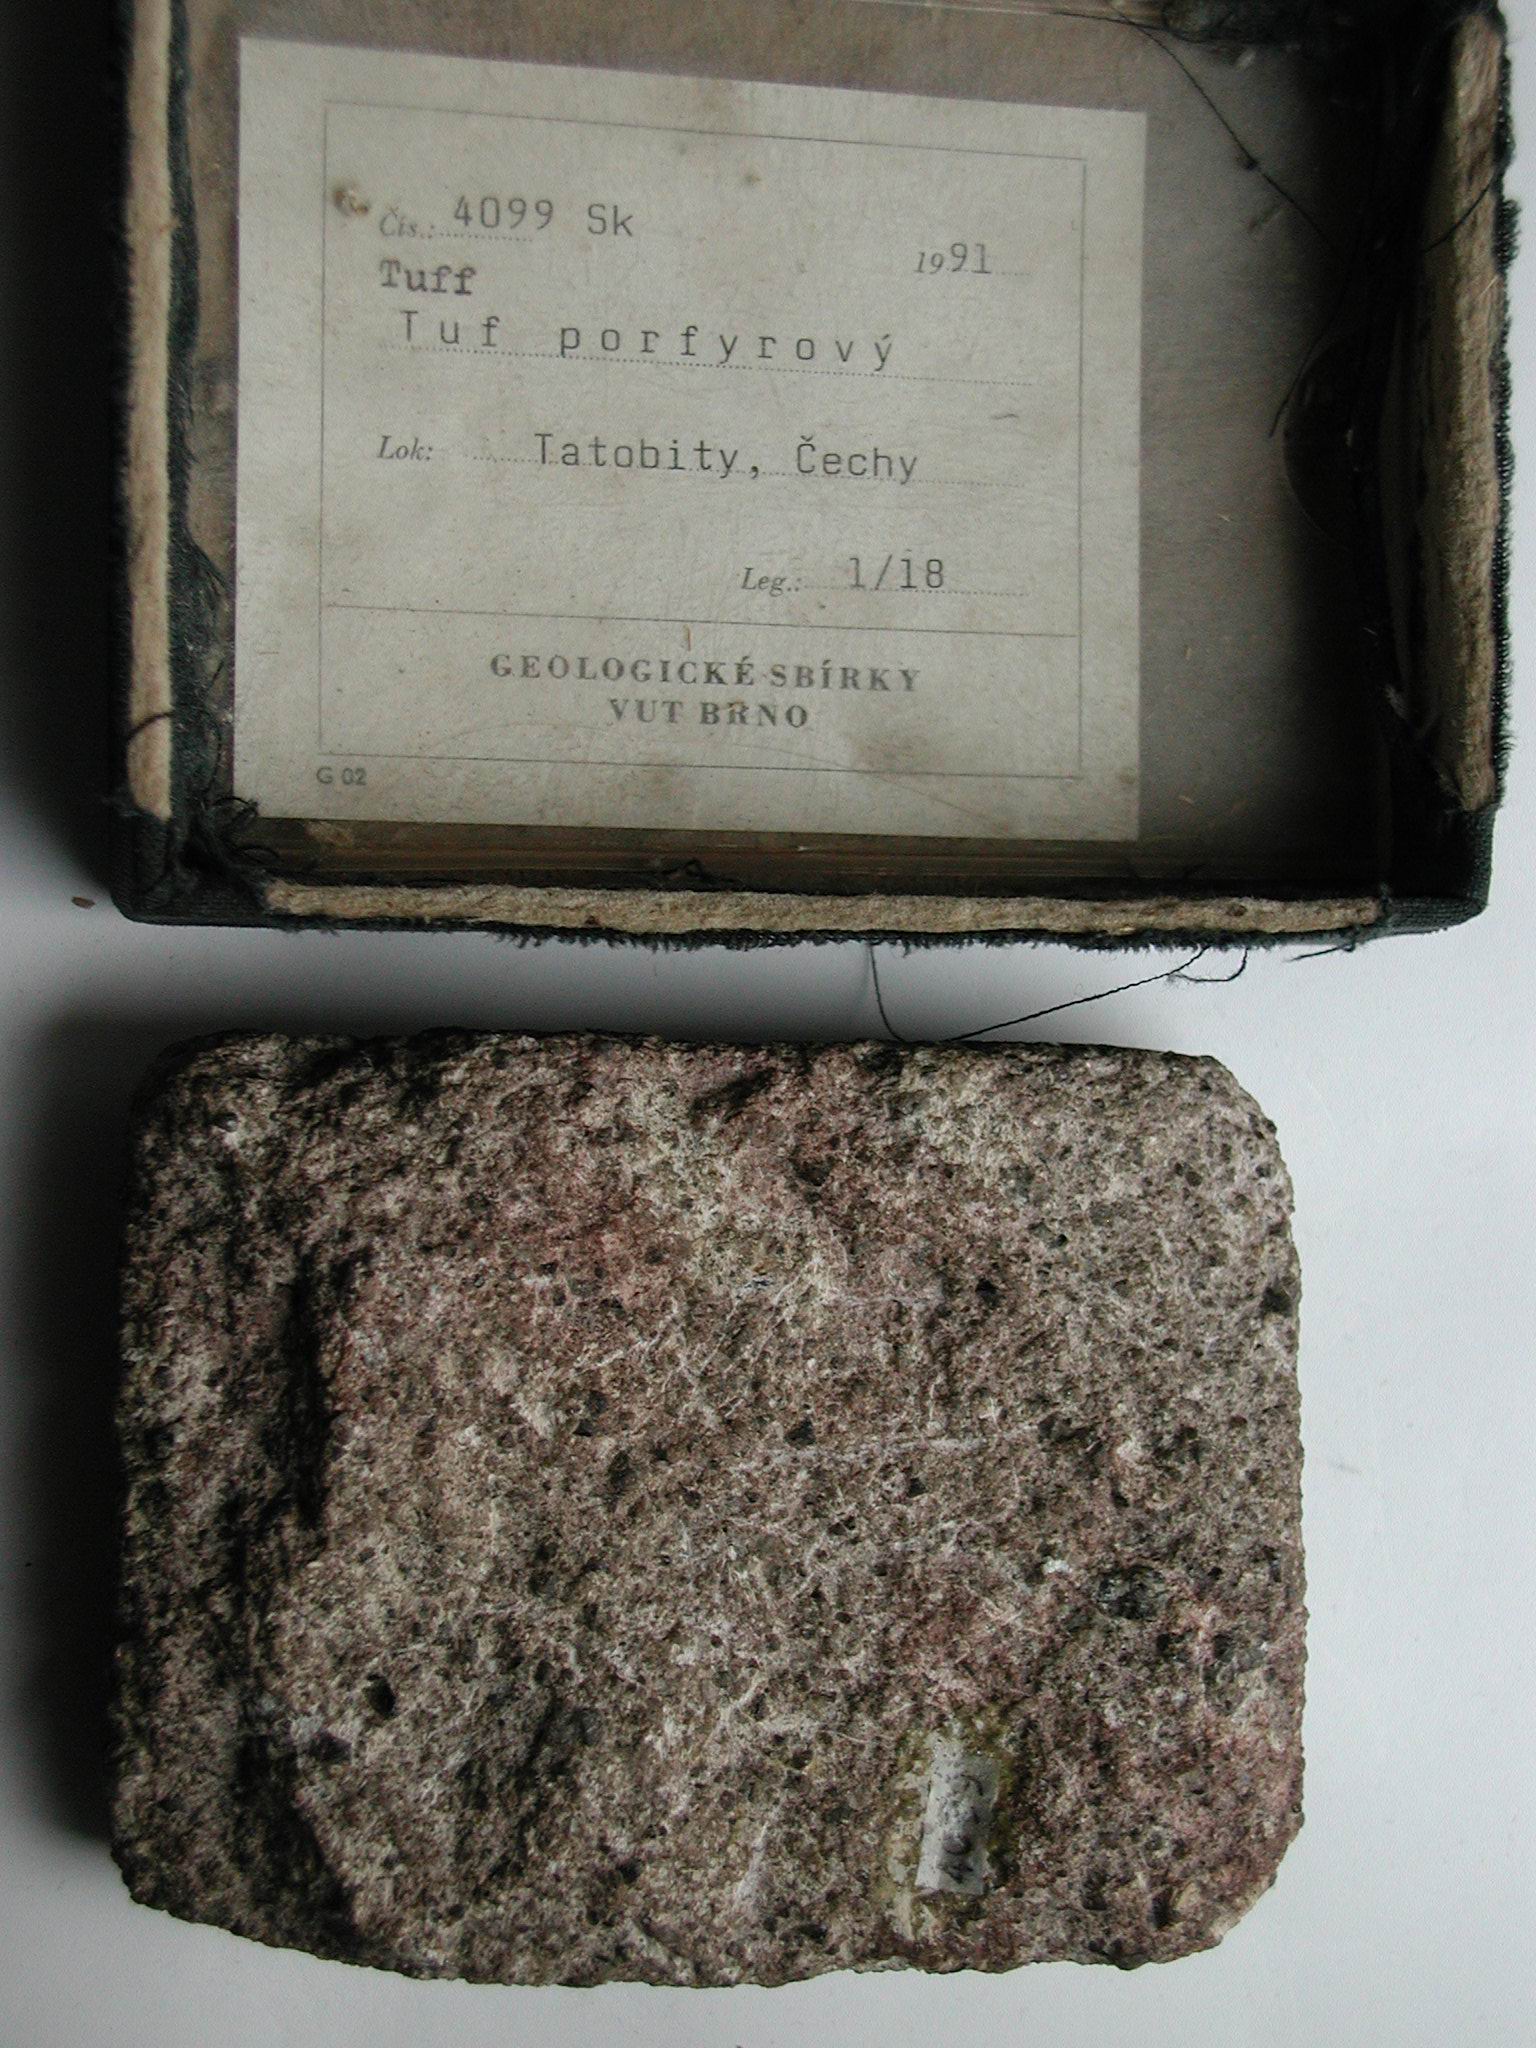 Čís.: 4099 Sk
1991
Tuff
Tuf porfyrový
Lok: Tatobity, Čechy
Leg.: 1/18
GEOLOGICKÉ SBÍRKY
VUT BRNO
G 02